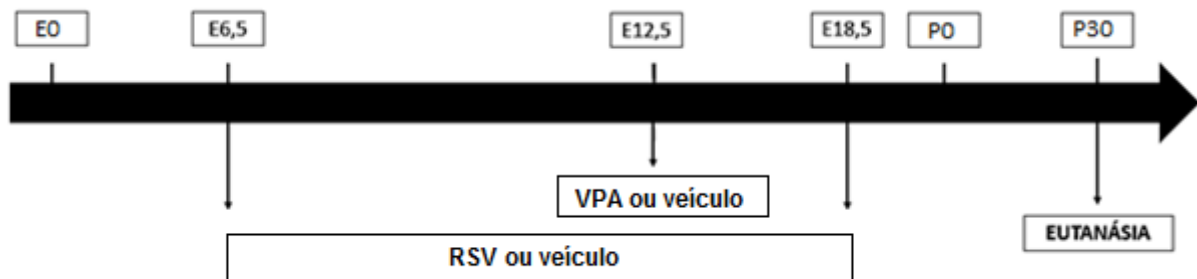 E0
E6,5
E12,5
E18,5
P0
P30
VPA ou veículo
RSV ou veículo
EUTANÁSIA